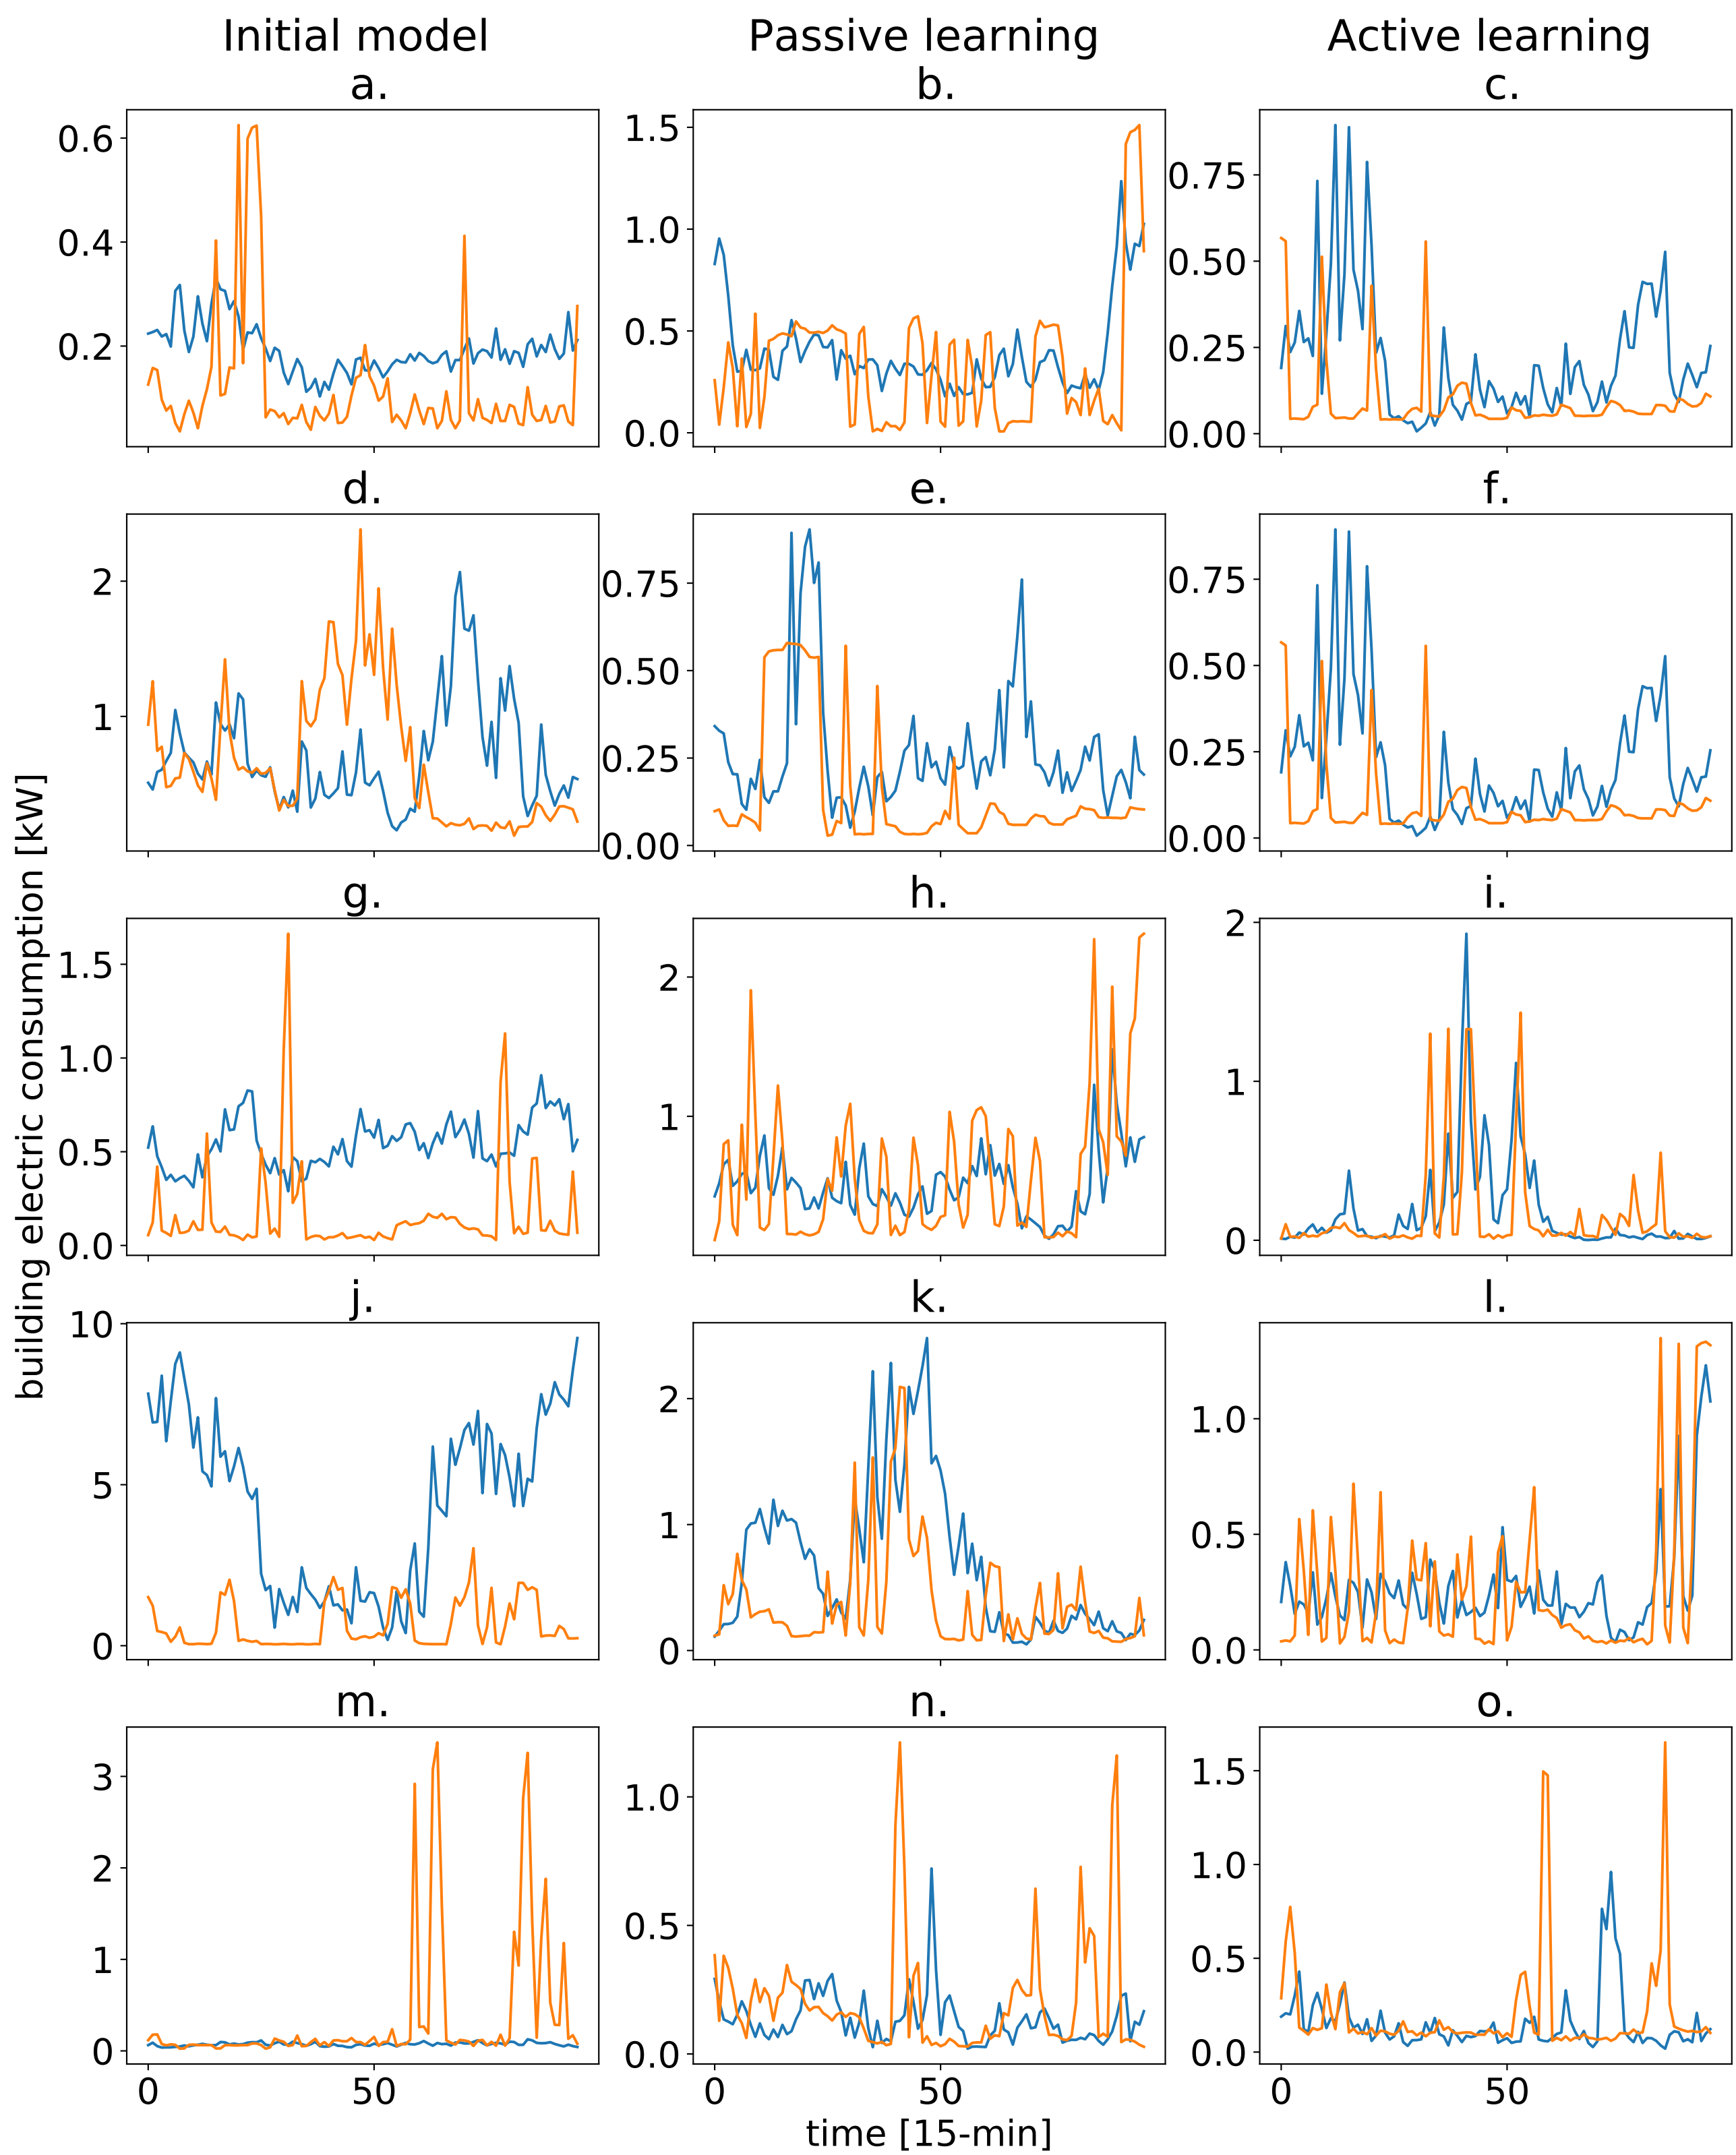 Initial model
Passive learning
Active learning
a.
b.
c.
0.6
0.4
0.2
1.5
1.0
0.5
0.0
0.75
0.50
0.25
0.00
d.
e.
f.
2
1
0.75
0.50
0.25
0.00
0.75
0.50
0.25
0.00
g.
h.
i.
1.5
1.0
0.5
0.0
2
1
2
1
0
j.
k.
l.
10
5
0
2
1
0
1.0
0.5
0.0
m.
n.
o.
3
2
1
0
1.0
0.5
0.0
1.5
1.0
0.5
0.0
0 50
0 50
0 50
building electric consumption [kW]
time [15-min]